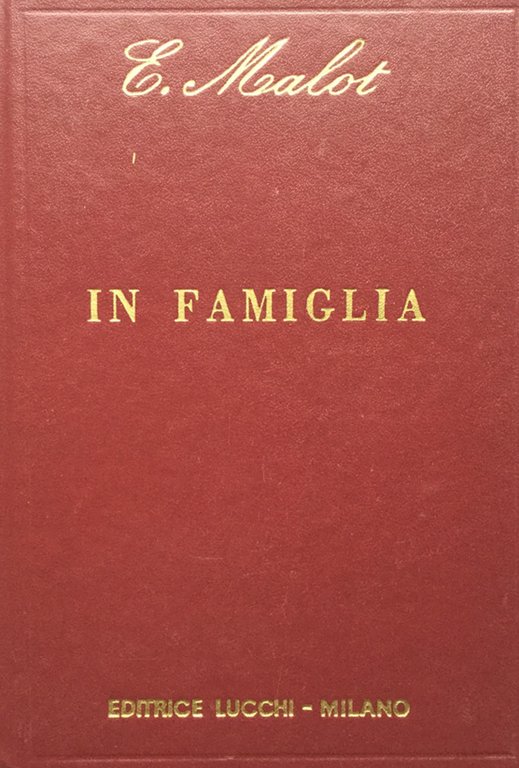 E. Malot
IN FAMIGLIA
EDITRICE LUCCHI - MILANO